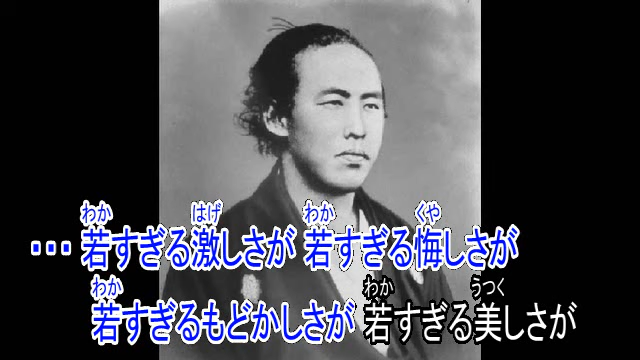 わか はげ わか くや
・・・ 若すぎる激しさが 若すぎる悔しさが
わか わか うつく
若すぎるもどかしさが 若すぎる美しさが